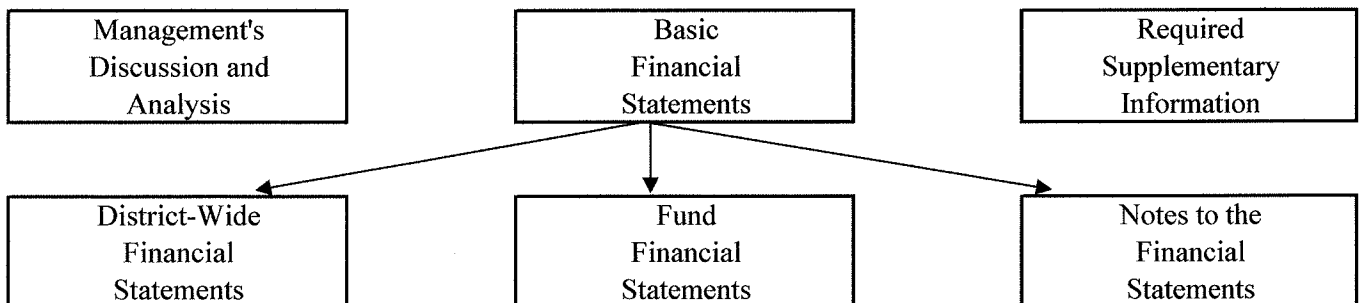 Management's
Discussion and
Analysis
Basic
Financial
Statements
Required
Supplementary
Information
District-Wide
Financial
Statements
Fund
Financial
Statements
Notes to the
Financial
Statements